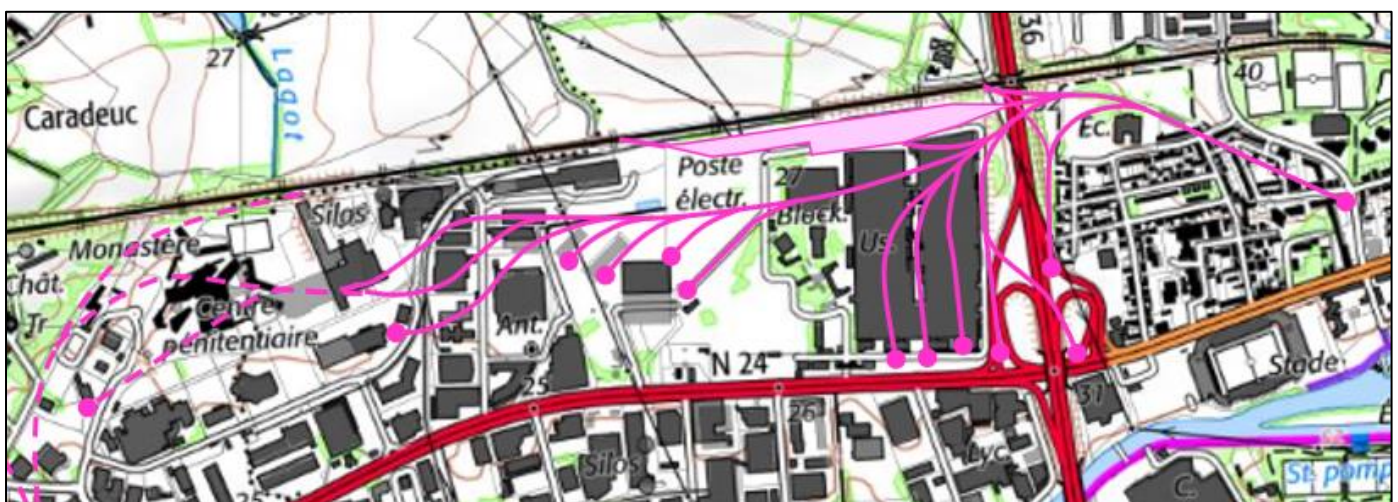 36
27
Lagot
40
Caradeuc
Ec.
Poste
électr.
27
Silos
Block.
Monastère
Us.
Chât.
Centre
Tr
Pénitentiaire
Ant.
N 24
Stade
25
31
26
Silos
Lyc.
St. pomp
C.